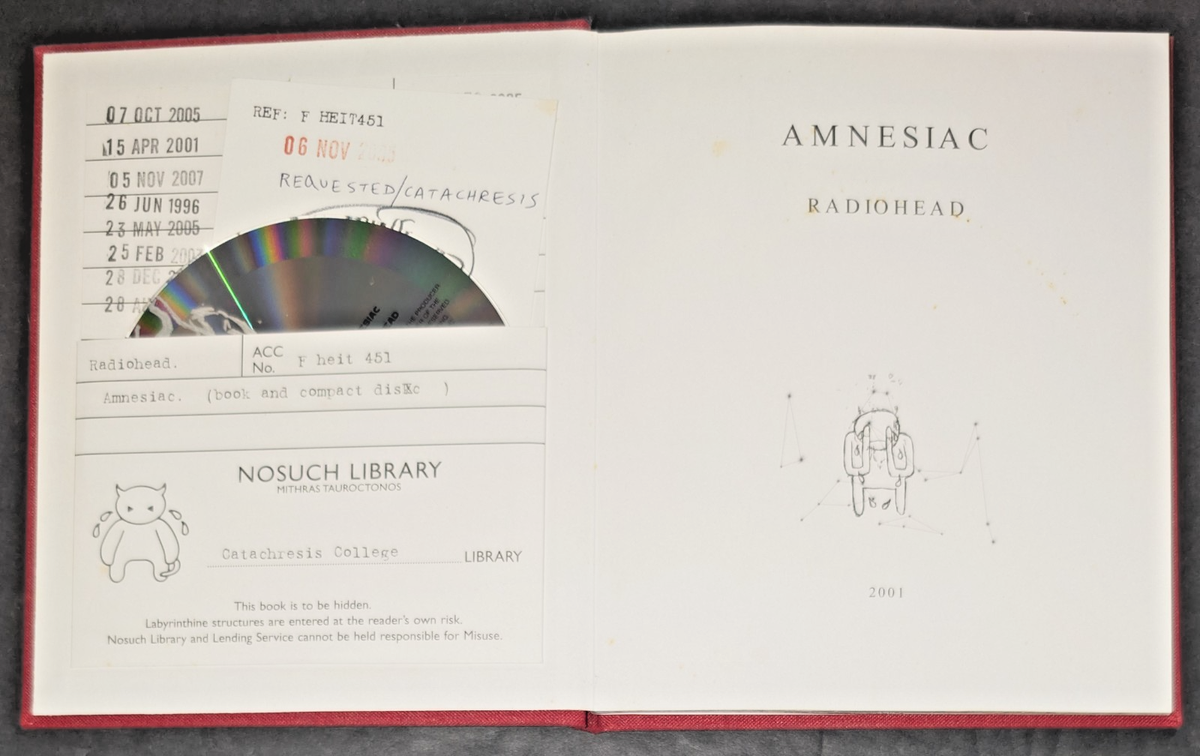 07 OCT 2005
15 APR 2001
05 NOV 2007
26 JUN 1996
23 MAY 2005
25 FEB
28 DEC
28
REF: F HEIT451
06 NOV
REQUESTED/CATACHRESIS
Radiohead.
ACC
No. F heit 451
Amnesiac. (book and compact disc )
NOSUCH LIBRARY
MITHRAS TAUROCTONOS
Catachresis College LIBRARY
This book is to be hidden.
Labyrinthine structures are entered at the reader's own risk.
Nosuch Library and Lending Service cannot be held responsible for Misuse.
AMNESIAC
RADIOHEAD
2001